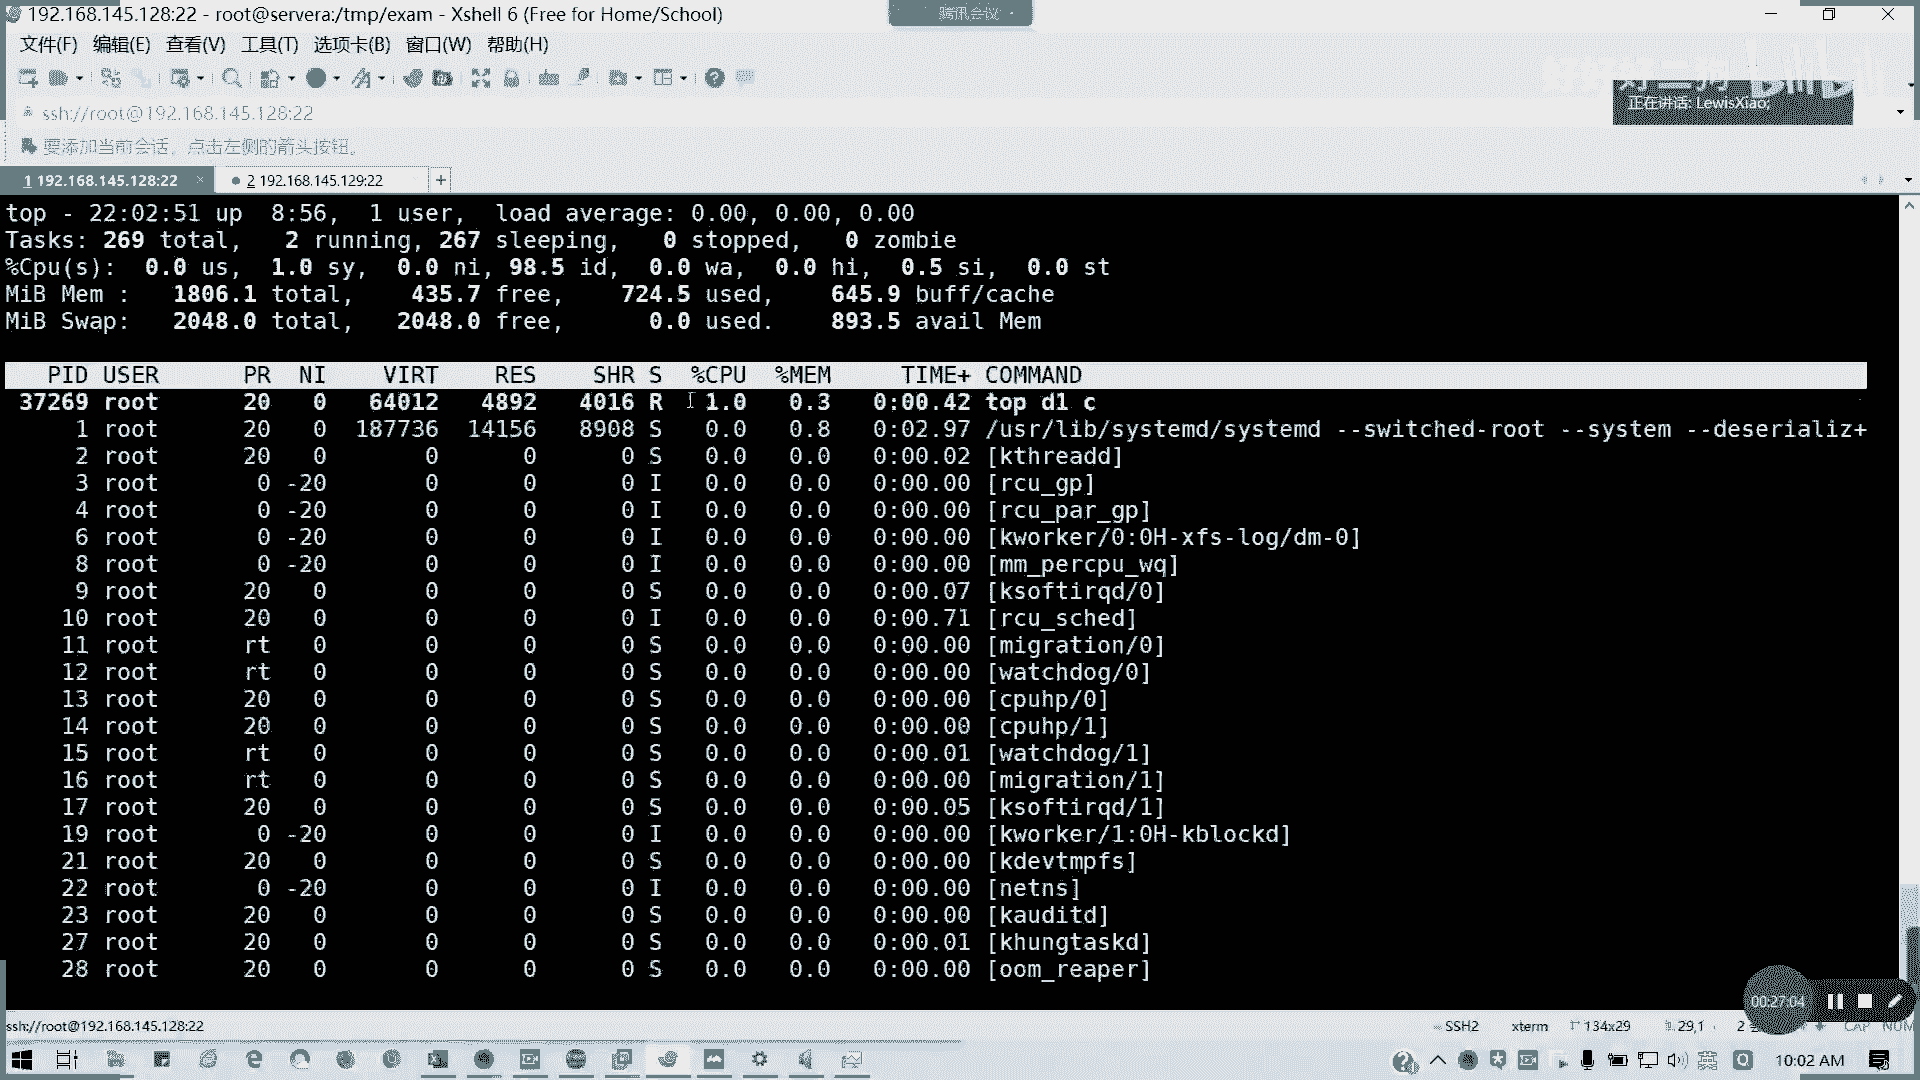 192.168.145.128:22 - root@servera:/tmp/exam - Xshell 6 (Free for Home/School)
腾讯会议
文件(F) 编辑(E) 查看(V) 工具(T) 选项卡(B) 窗口(W) 帮助(H)
正在讲话: LewisXiao;
ssh://root@192.168.145.128:22
要添加当前会话，点击左侧的箭头按钮。
1 192.168.145.128:22 × 2 192.168.145.129:22 +
top - 22:02:51 up  8:56,  1 user,  load average: 0.00, 0.00, 0.00
Tasks: 269 total,   2 running, 267 sleeping,   0 stopped,   0 zombie
%Cpu(s):  0.0 us,  1.0 sy,  0.0 ni, 98.5 id,  0.0 wa,  0.0 hi,  0.5 si,  0.0 st
MiB Mem :   1806.1 total,    435.7 free,    724.5 used,    645.9 buff/cache
MiB Swap:   2048.0 total,   2048.0 free,      0.0 used.    893.5 avail Mem
PID USER      PR  NI    VIRT    RES    SHR S  %CPU  %MEM     TIME+ COMMAND
37269 root      20   0   64012   4892   4016 R   1.0   0.3   0:00.42 top d1 c
1 root      20   0  187736  14156   8908 S   0.0   0.8   0:02.97 /usr/lib/systemd/systemd --switched-root --system --deserializ+
2 root      20   0       0      0      0 S   0.0   0.0   0:00.02 [kthreadd]
3 root       0 -20       0      0      0 I   0.0   0.0   0:00.00 [rcu_gp]
4 root       0 -20       0      0      0 I   0.0   0.0   0:00.00 [rcu_par_gp]
6 root       0 -20       0      0      0 I   0.0   0.0   0:00.00 [kworker/0:0H-xfs-log/dm-0]
8 root       0 -20       0      0      0 I   0.0   0.0   0:00.00 [mm_percpu_wq]
9 root      20   0       0      0      0 S   0.0   0.0   0:00.07 [ksoftirqd/0]
10 root      20   0       0      0      0 I   0.0   0.0   0:00.71 [rcu_sched]
11 root      rt   0       0      0      0 S   0.0   0.0   0:00.00 [migration/0]
12 root      rt   0       0      0      0 S   0.0   0.0   0:00.00 [watchdog/0]
13 root      20   0       0      0      0 S   0.0   0.0   0:00.00 [cpuhp/0]
14 root      20   0       0      0      0 S   0.0   0.0   0:00.00 [cpuhp/1]
15 root      rt   0       0      0      0 S   0.0   0.0   0:00.01 [watchdog/1]
16 root      rt   0       0      0      0 S   0.0   0.0   0:00.00 [migration/1]
17 root      20   0       0      0      0 S   0.0   0.0   0:00.05 [ksoftirqd/1]
19 root       0 -20       0      0      0 I   0.0   0.0   0:00.00 [kworker/1:0H-kblockd]
21 root      20   0       0      0      0 S   0.0   0.0   0:00.00 [kdevtmpfs]
22 root       0 -20       0      0      0 I   0.0   0.0   0:00.00 [netns]
23 root      20   0       0      0      0 S   0.0   0.0   0:00.00 [kauditd]
27 root      20   0       0      0      0 S   0.0   0.0   0:00.01 [khungtaskd]
28 root      20   0       0      0      0 S   0.0   0.0   0:00.00 [oom_reaper]
00:27:04
ssh://root@192.168.145.128:22 SSH2 xterm 134x29 29,1 2 CAP NUM
10:02 AM